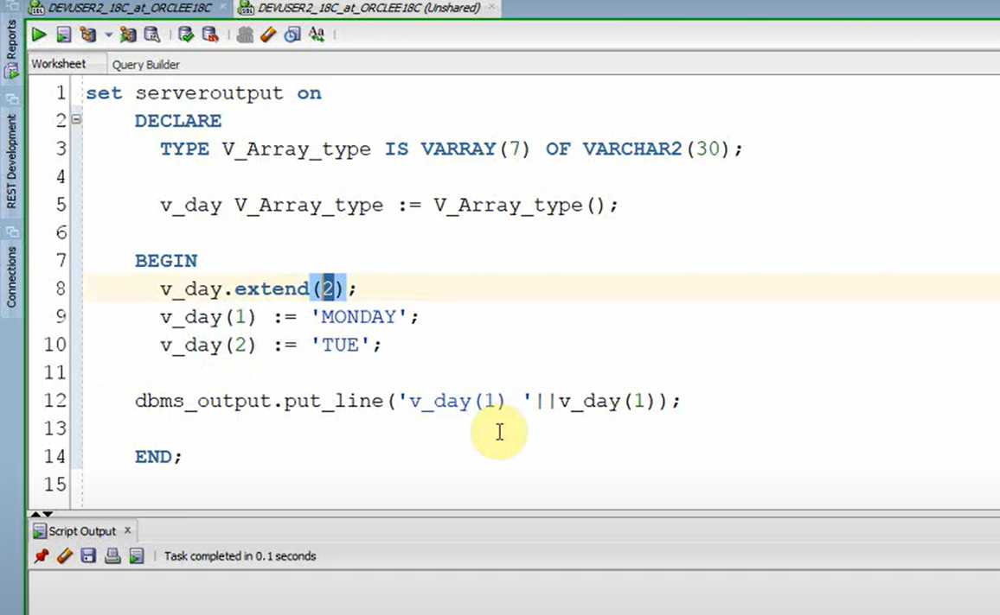 DEVUSER2_18C_at_ORCLEE18C
DEVUSER2_18C_at_ORCLEE18C (Unshared)
Reports
REST Development
Connections
Worksheet Query Builder
1 set serveroutput on
2 DECLARE
3 TYPE V_Array_type IS VARRAY(7) OF VARCHAR2(30);
4
5 v_day V_Array_type := V_Array_type();
6
7 BEGIN
8 v_day.extend(2);
9 v_day(1) := 'MONDAY';
10 v_day(2) := 'TUE';
11
12 dbms_output.put_line('v_day(1) '||v_day(1));
13
14 END;
15
Script Output x
Task completed in 0.1 seconds